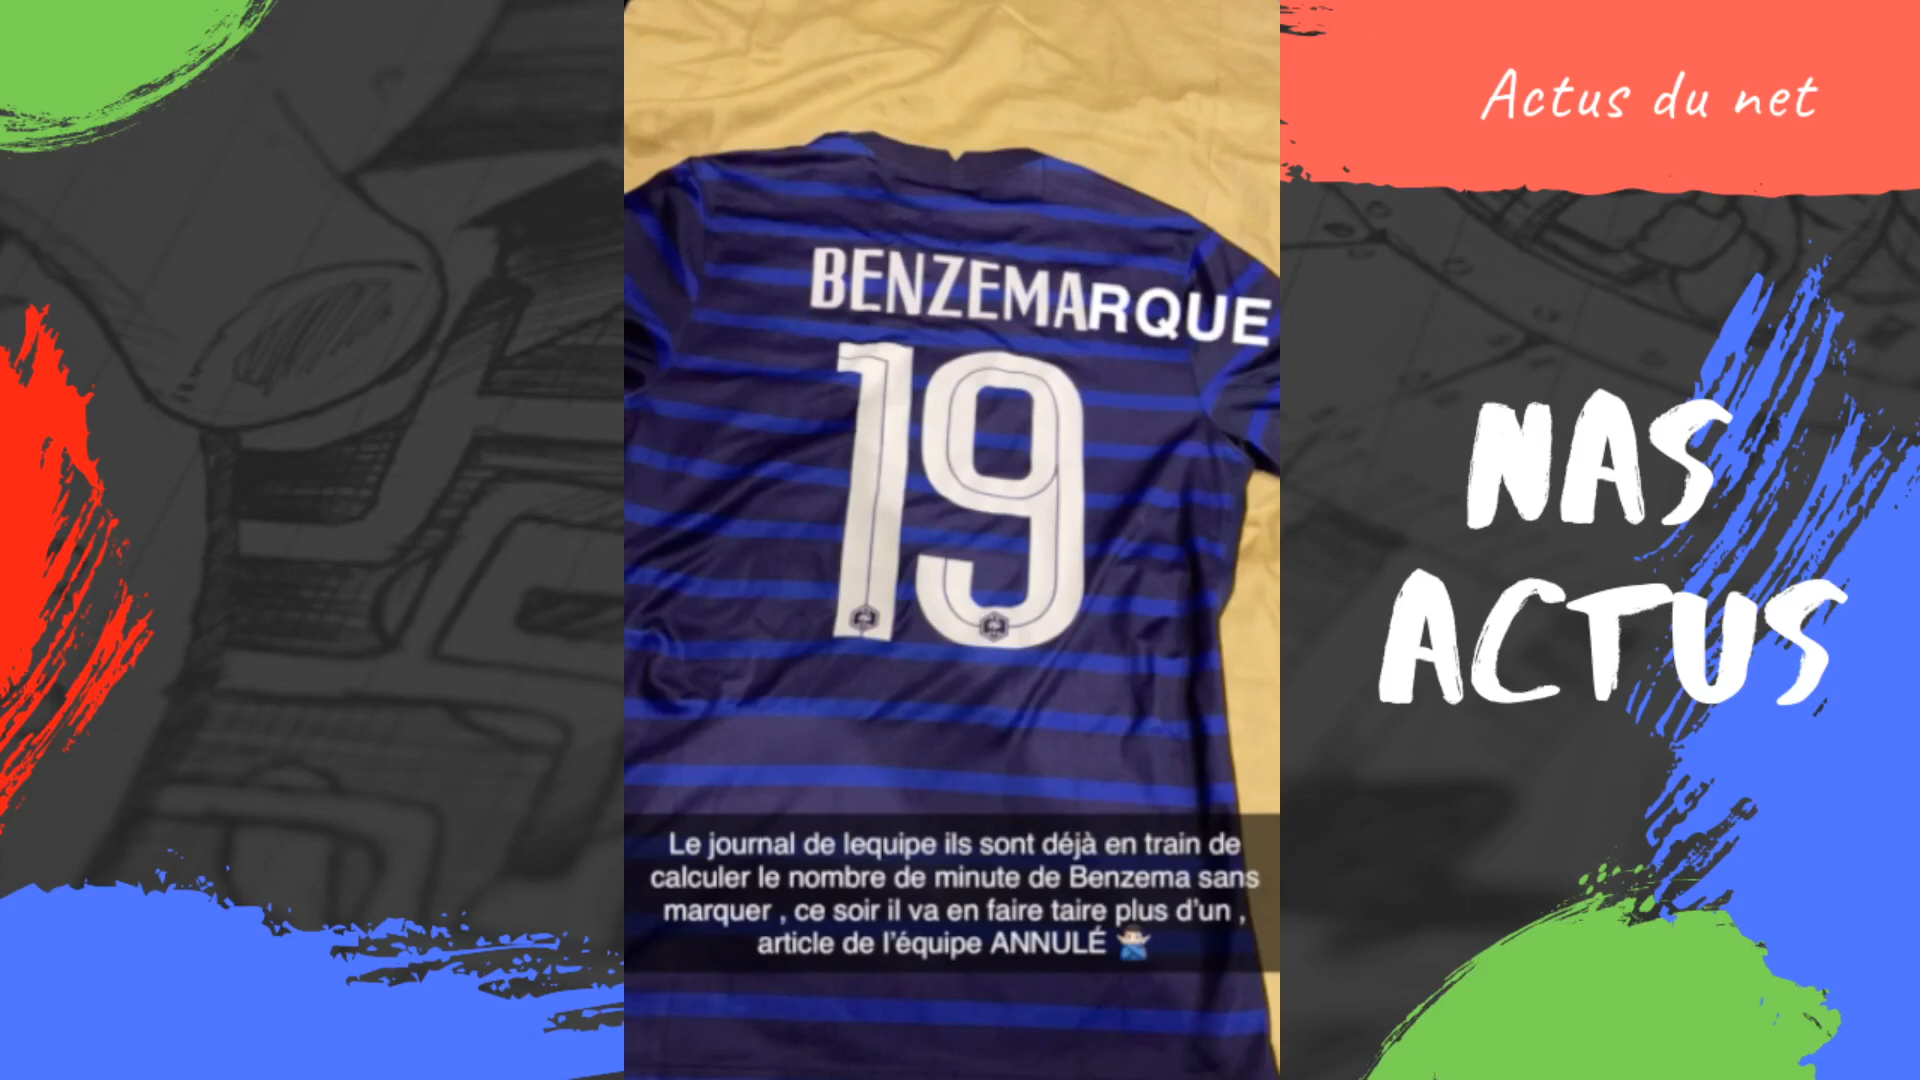 Actus du net
BENZEMARQUE
19
NAS
ACTUS
Le journal de lequipe ils sont déjà en train de
calculer le nombre de minute de Benzema sans
marquer , ce soir il va en faire taire plus d'un ,
article de l'équipe ANNULÉ 🙅🏻‍♂️